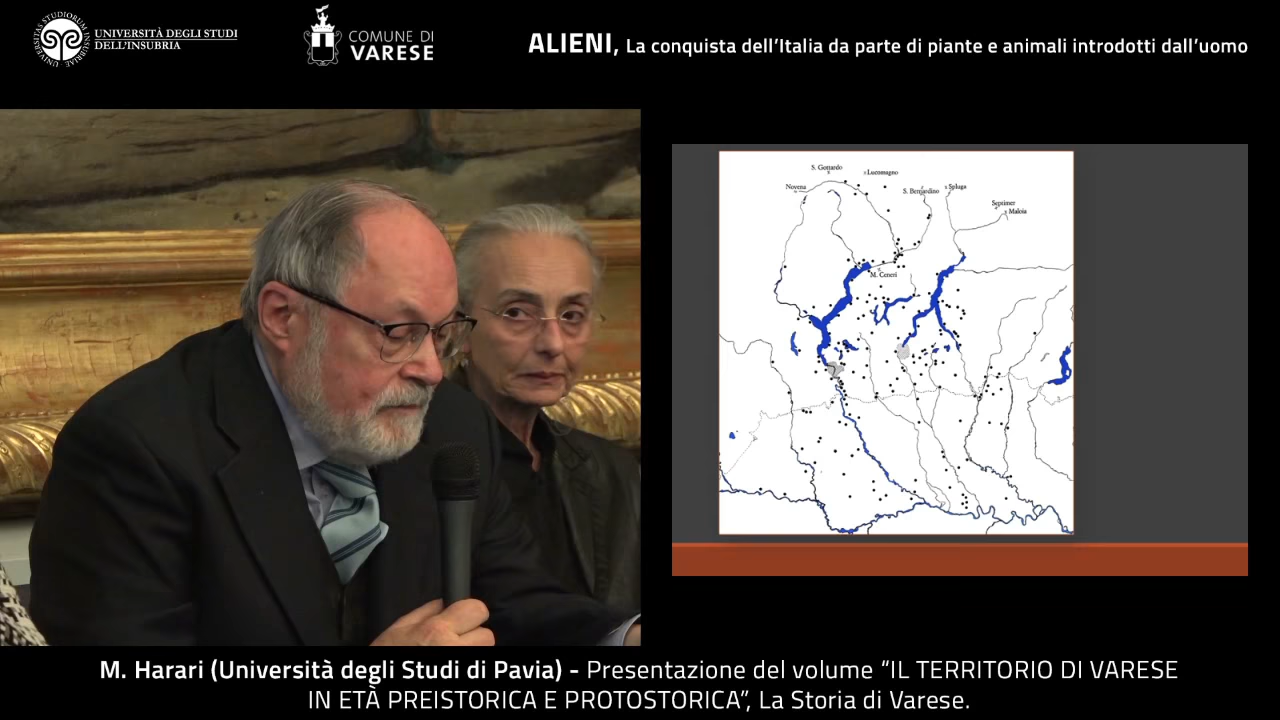 UNIVERSITÀ DEGLI STUDI
DELL'INSUBRIA
COMUNE DI
VARESE
ALIENI, La conquista dell'Italia da parte di piante e animali introdotti dall'uomo
S. Gottardo
Lucomagno
Novena
S. Bernardino
Spluga
Septimer
Maloia
M. Ceneri
M. Harari (Università degli Studi di Pavia) - Presentazione del volume "IL TERRITORIO DI VARESE
IN ETÀ PREISTORICA E PROTOSTORICA", La Storia di Varese.